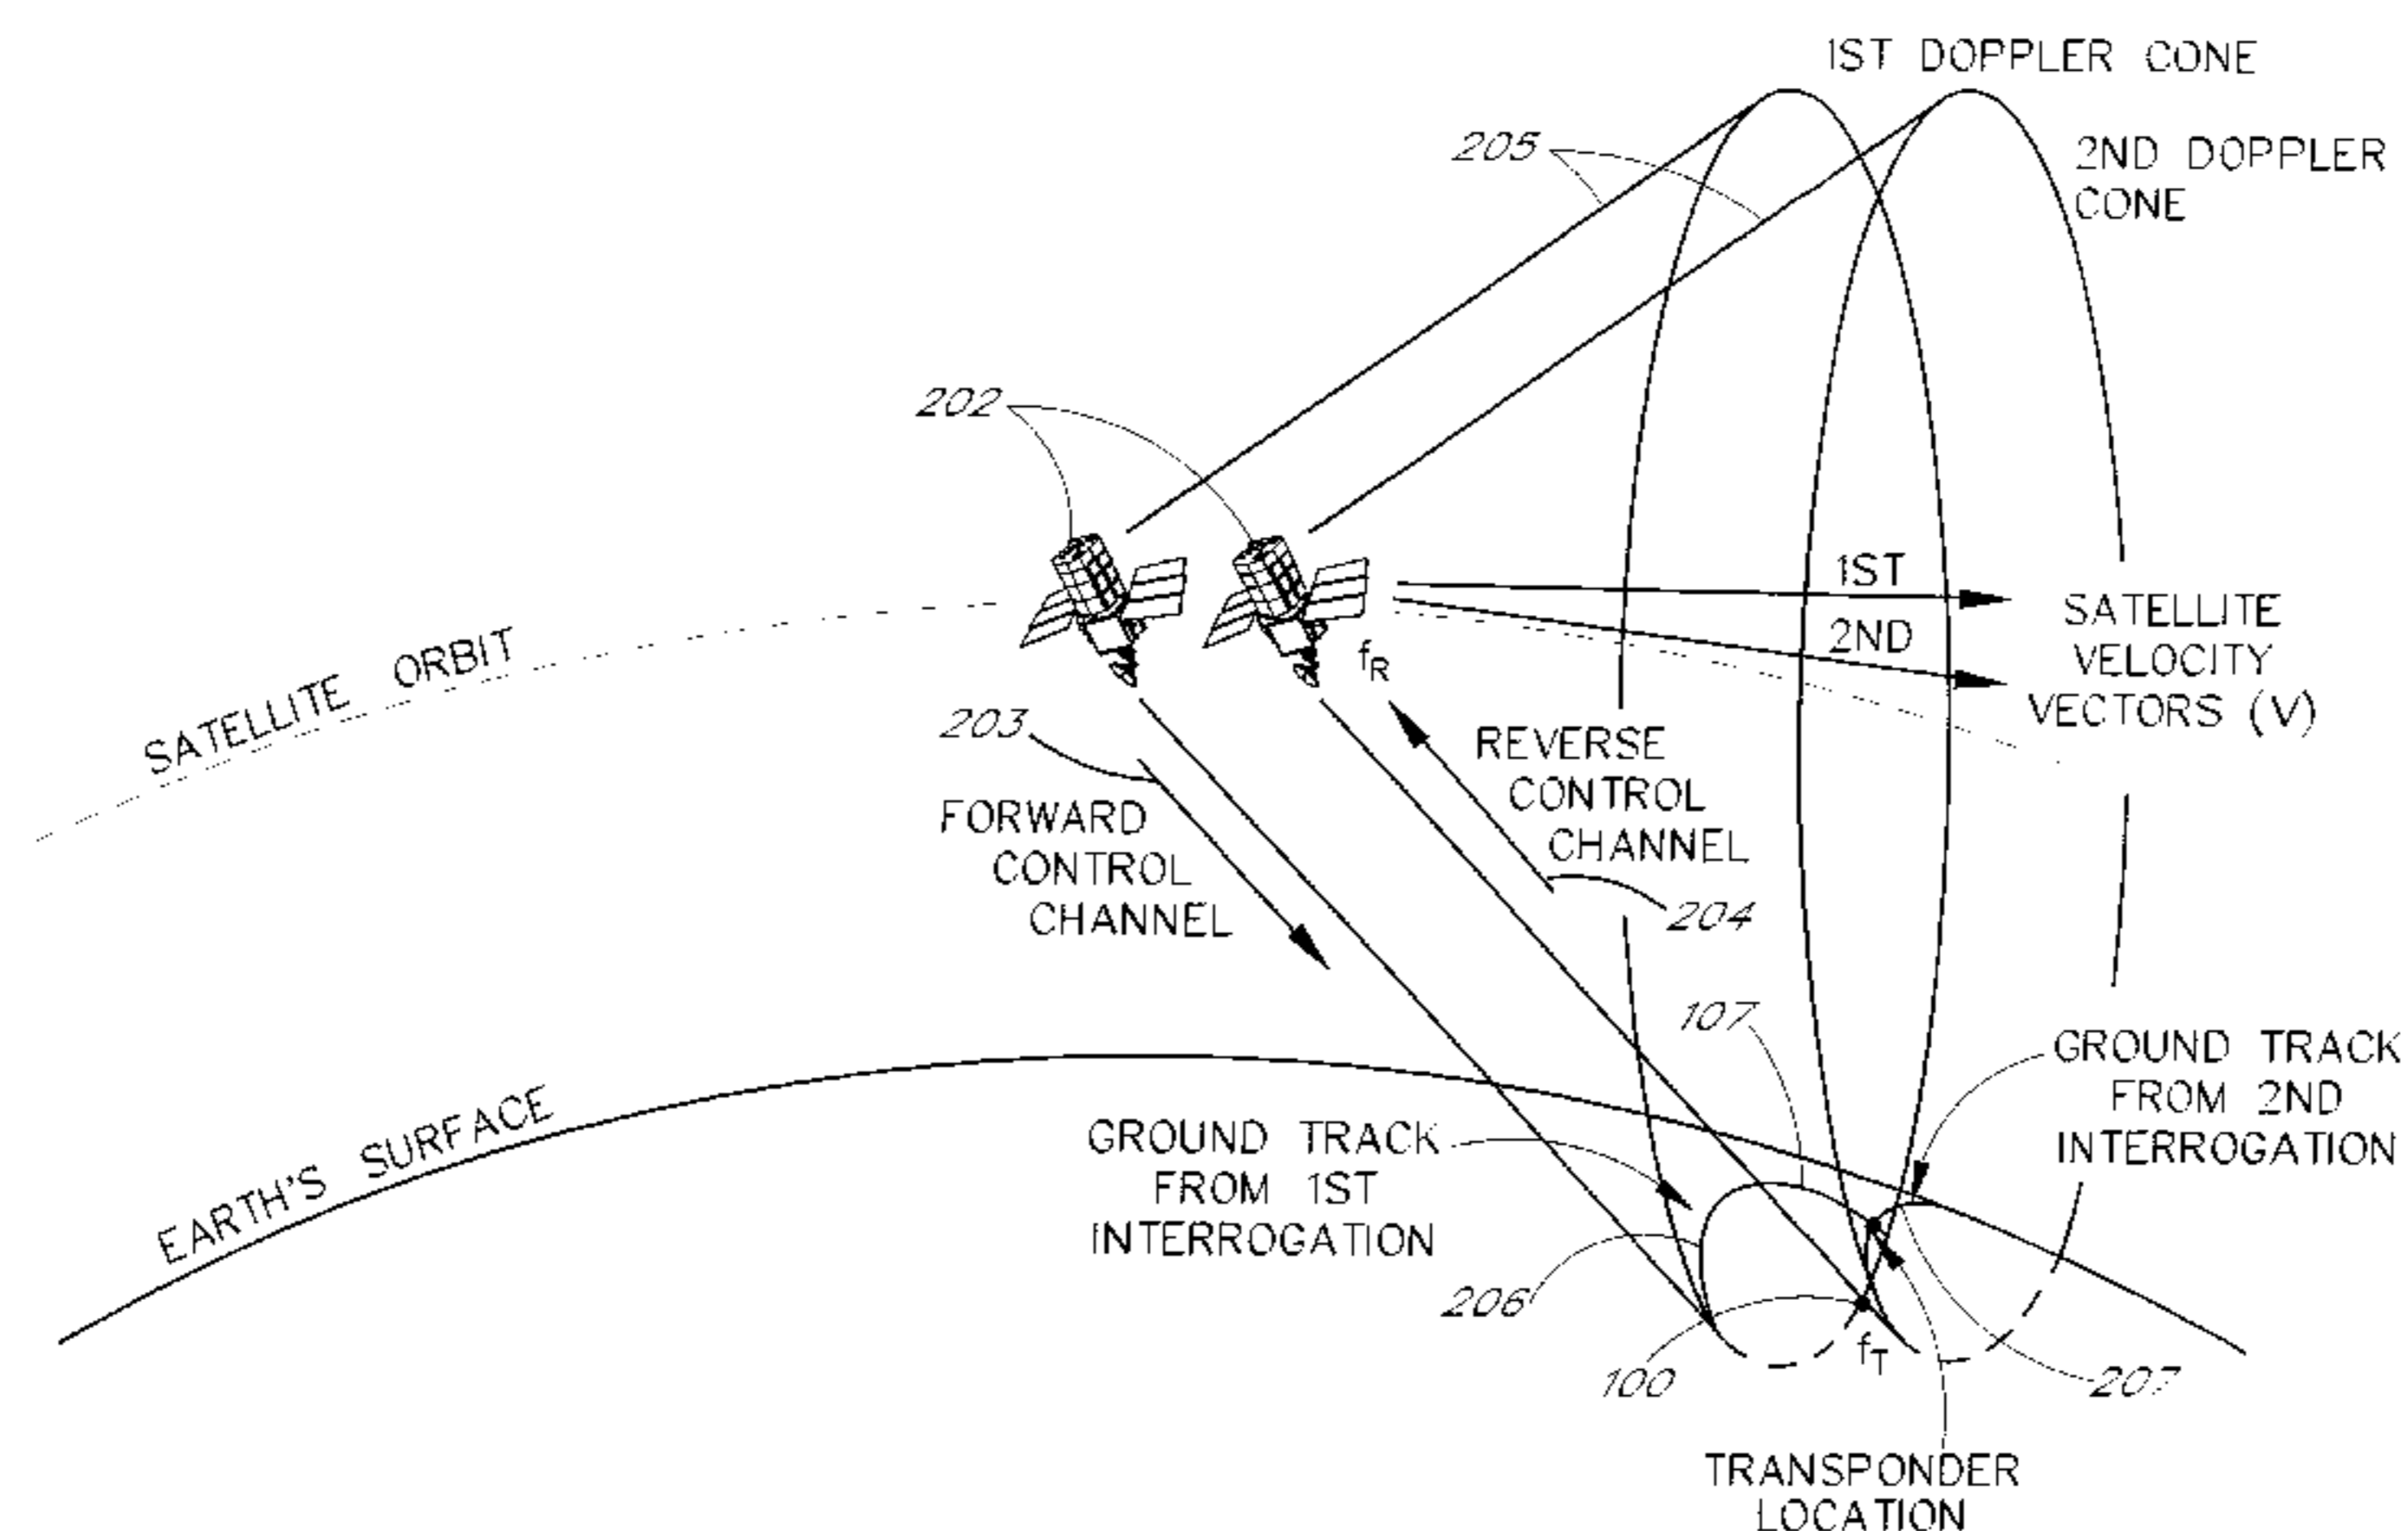 1ST DOPPLER CONE
205
2ND DOPPLER
CONE
202
1ST
2ND
SATELLITE
VELOCITY
VECTORS (V)
SATELLITE ORBIT
fR
203
FORWARD
CONTROL
CHANNEL
REVERSE
CONTROL
CHANNEL
204
107
GROUND TRACK
FROM 2ND
INTERROGATION
EARTH'S SURFACE
GROUND TRACK
FROM 1ST
INTERROGATION
206
100
fT
207
TRANSPONDER
LOCATION